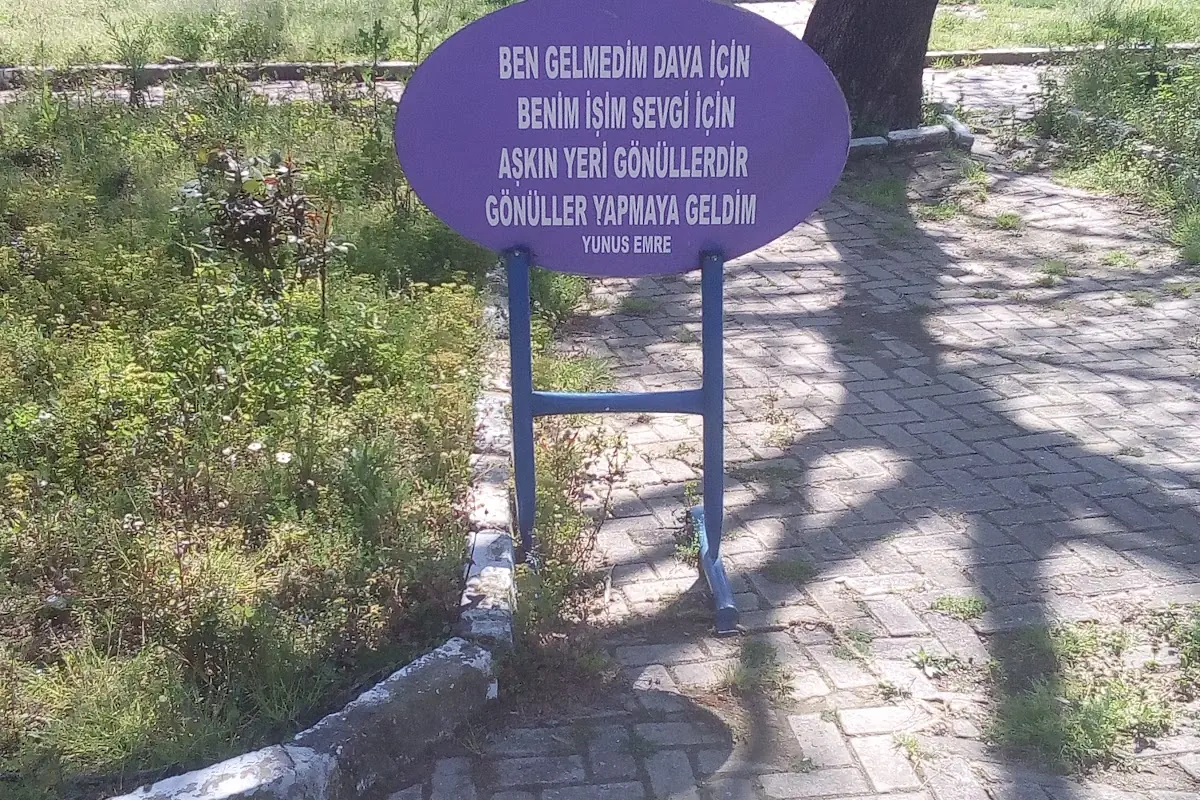 BEN GELMEDİM DAVA İÇİN
BENİM İŞİM SEVGİ İÇİN
AŞKIN YERİ GÖNÜLLERDİR
GÖNÜLLER YAPMAYA GELDİM
YUNUS EMRE